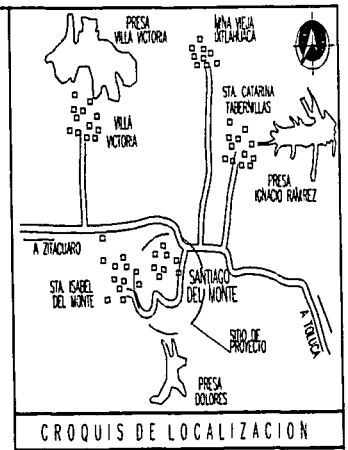 PRESA
VILLA VICTORIA
MINA VIEJA
IXTLAHUACA
STA. CATARINA
TABERNILLAS
VILLA
VICTORIA
PRESA
IGNACIO RAMIREZ
A ZITACUARO
SANTIAGO
DEL MONTE
STA. ISABEL
DEL MONTE
A TOLUCA
SITIO DE
PROYECTO
PRESA
DOLORES
CROQUIS DE LOCALIZACION